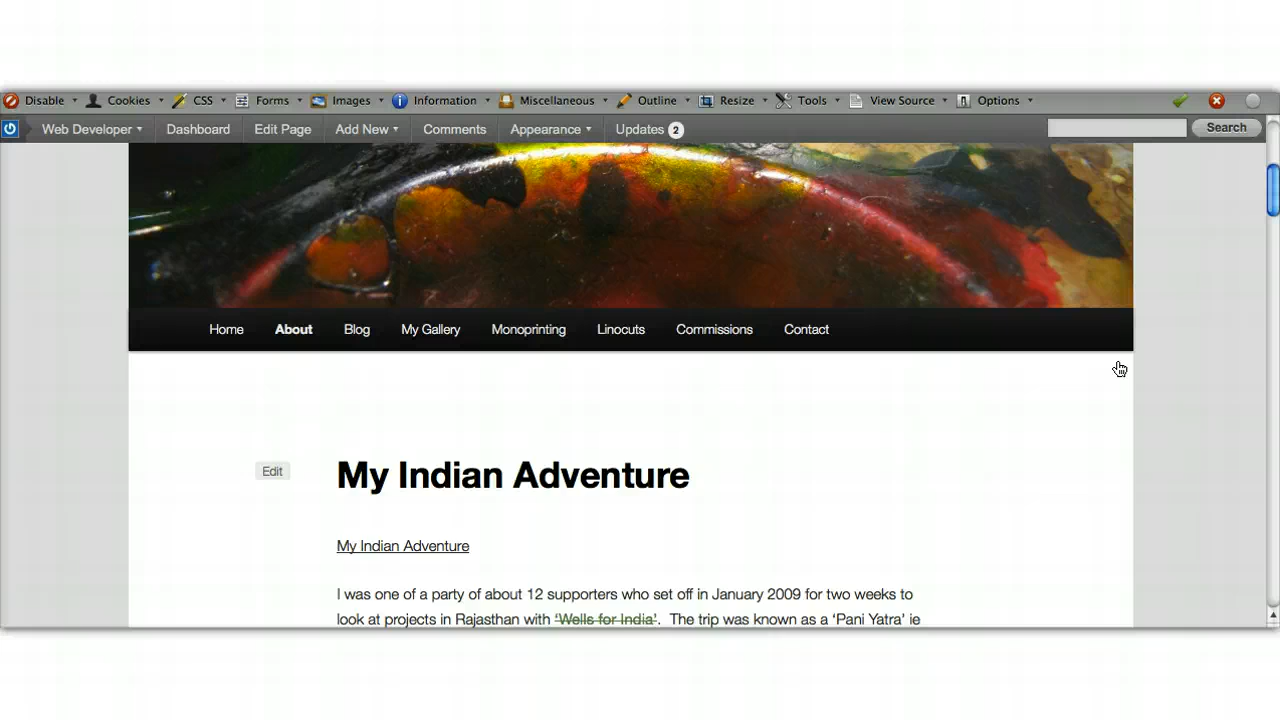 Disable Cookies CSS Forms Images Information Miscellaneous Outline Resize Tools View Source Options
Web Developer Dashboard Edit Page Add New Comments Appearance Updates 2 Search
Home About Blog My Gallery Monoprinting Linocuts Commissions Contact
Edit My Indian Adventure
My Indian Adventure
I was one of a party of about 12 supporters who set off in January 2009 for two weeks to
look at projects in Rajasthan with ‘Wells for India’. The trip was known as a ‘Pani Yatra’ ie